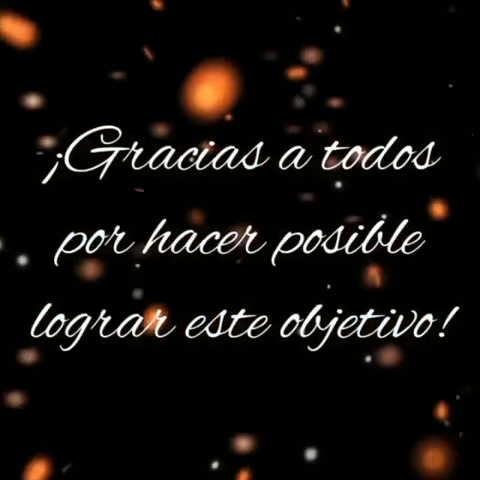 ¡Gracias a todos
por hacer posible
lograr este objetivo!